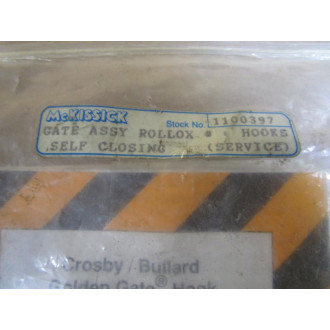 McKISSICK
Stock No. 1100397
GATE ASSY ROLLOX # HOOKS
.SELF CLOSING (SERVICE)
Crosby / Bullard
Golden Gate® Hook